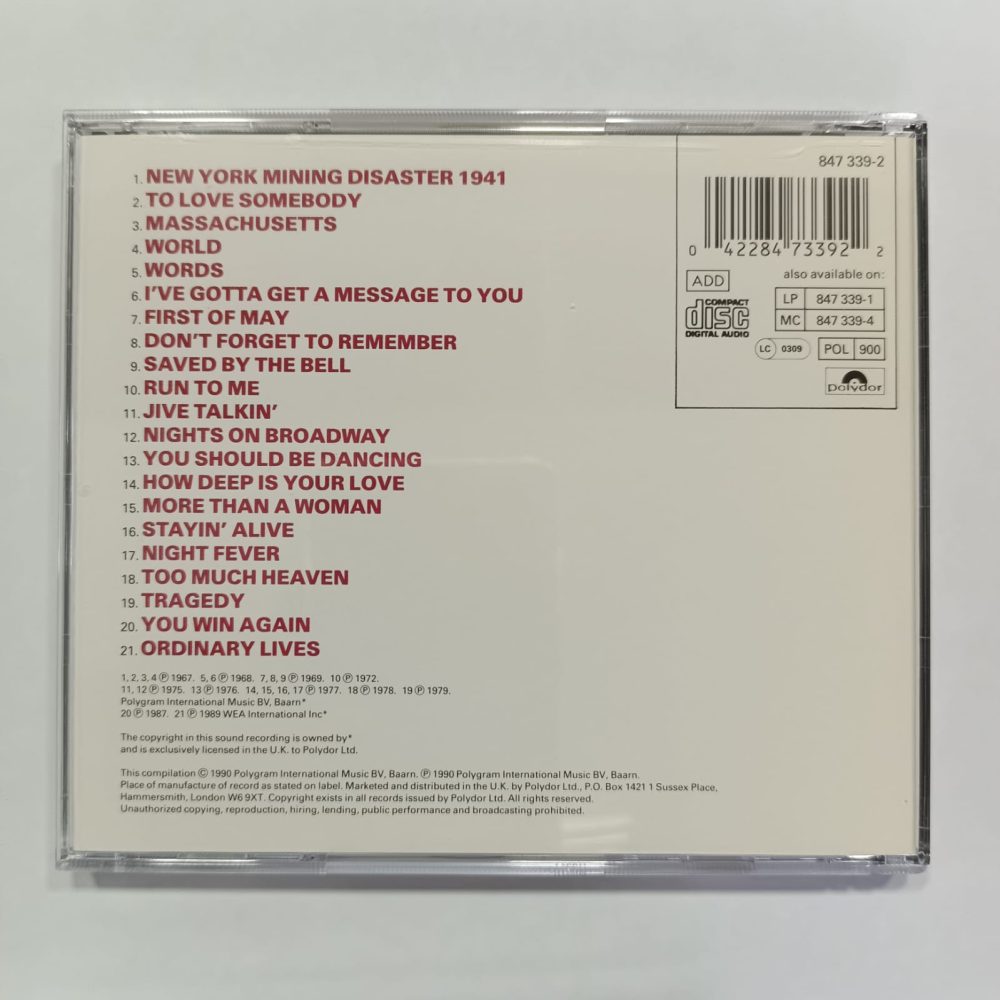 1. NEW YORK MINING DISASTER 1941
2. TO LOVE SOMEBODY
3. MASSACHUSETTS
4. WORLD
5. WORDS
6. I'VE GOTTA GET A MESSAGE TO YOU
7. FIRST OF MAY
8. DON'T FORGET TO REMEMBER
9. SAVED BY THE BELL
10. RUN TO ME
11. JIVE TALKIN'
12. NIGHTS ON BROADWAY
13. YOU SHOULD BE DANCING
14. HOW DEEP IS YOUR LOVE
15. MORE THAN A WOMAN
16. STAYIN' ALIVE
17. NIGHT FEVER
18. TOO MUCH HEAVEN
19. TRAGEDY
20. YOU WIN AGAIN
21. ORDINARY LIVES
1, 2, 3, 4 ℗ 1967. 5, 6 ℗ 1968. 7, 8, 9 ℗ 1969. 10 ℗ 1972.
11, 12 ℗ 1975. 13 ℗ 1976. 14, 15, 16, 17 ℗ 1977. 18 ℗ 1978. 19 ℗ 1979.
Polygram International Music BV, Baarn*
20 ℗ 1987. 21 ℗ 1989 WEA International Inc*
The copyright in this sound recording is owned by*
and is exclusively licensed in the U.K. to Polydor Ltd.
This compilation © 1990 Polygram International Music BV, Baarn. ℗ 1990 Polygram International Music BV, Baarn.
Place of manufacture of record as stated on label. Marketed and distributed in the U.K. by Polydor Ltd., P.O. Box 1421 1 Sussex Place,
Hammersmith, London W6 9XT. Copyright exists in all records issued by Polydor Ltd. All rights reserved.
Unauthorized copying, reproduction, hiring, lending, public performance and broadcasting prohibited.
847 339-2
0 42284 73392 2
also available on:
ADD
LP 847 339-1
COMPACT
disc
DIGITAL AUDIO
MC 847 339-4
LC 0309
POL 900
polydor